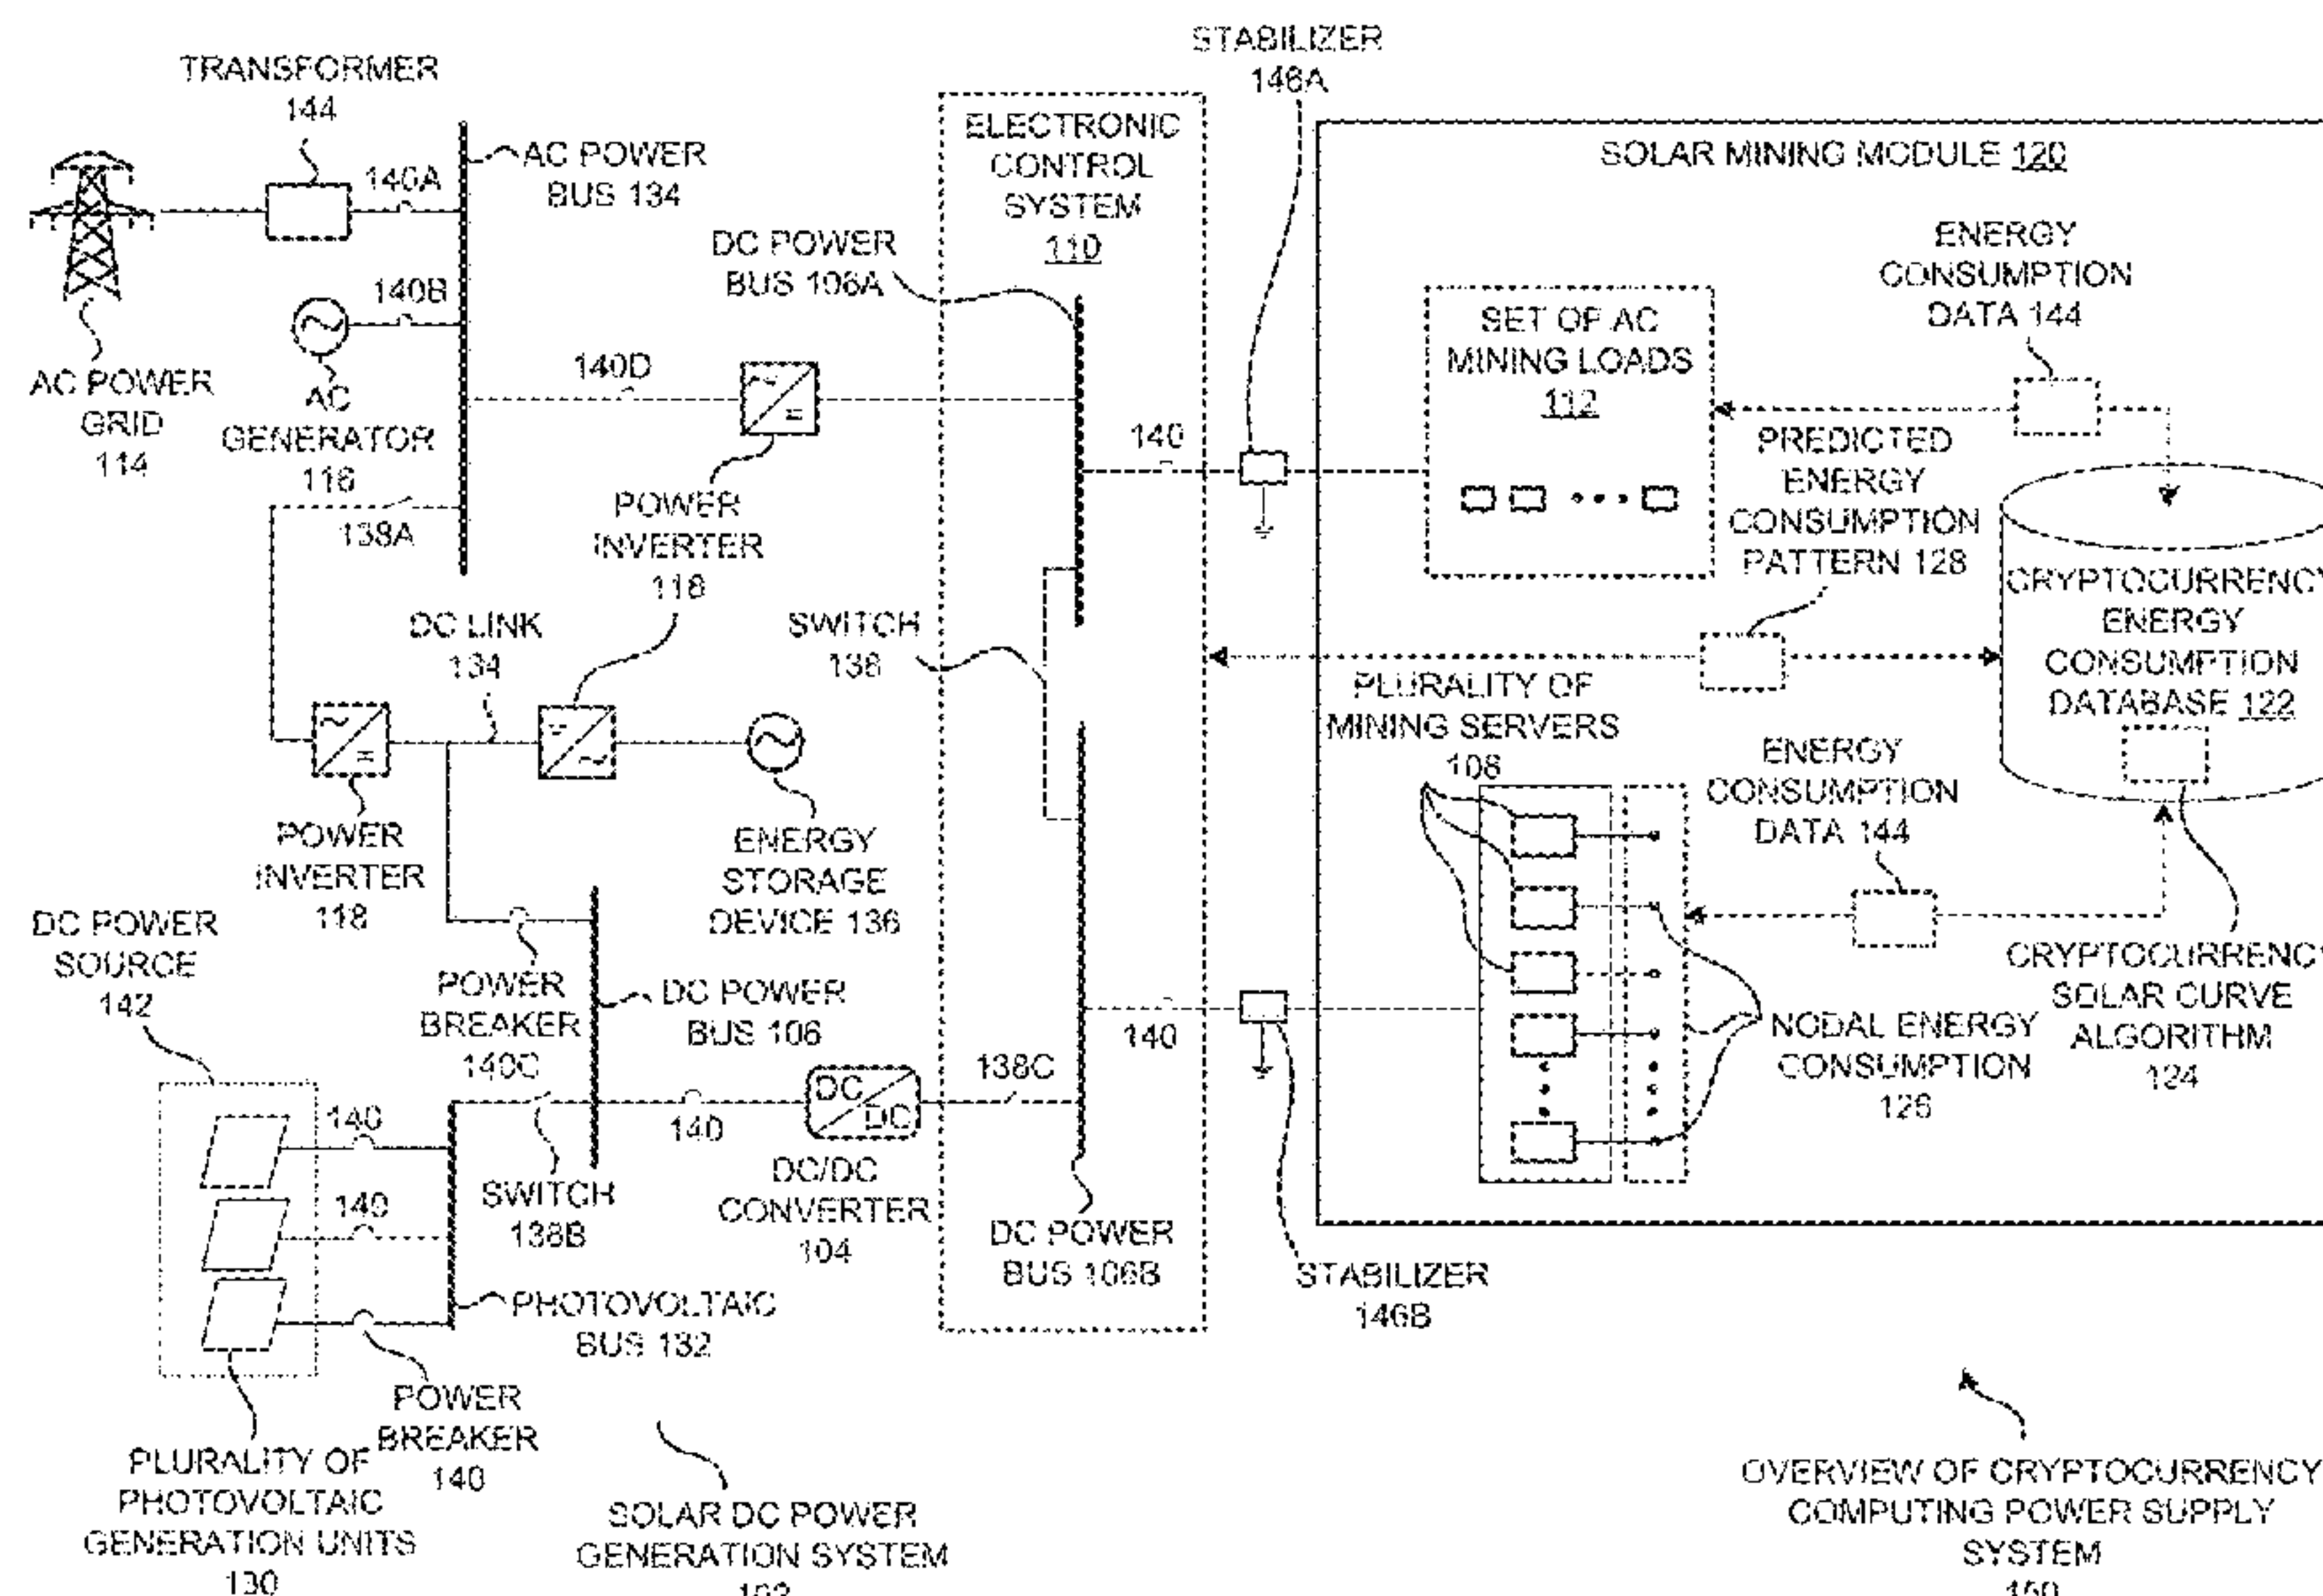 STABILIZER
146A
TRANSFORMER
144
AC POWER
BUS 134
140A
140B
AC POWER
GRID
114
AC
GENERATOR
116
138A
140D
ELECTRONIC
CONTROL
SYSTEM
110
DC POWER
BUS 106A
POWER
INVERTER
118
140
SOLAR MINING MODULE 120
SET OF AC
MINING LOADS
112
ENERGY
CONSUMPTION
DATA 144
PREDICTED
ENERGY
CONSUMPTION
PATTERN 128
CRYPTOCURRENCY
ENERGY
CONSUMPTION
DATABASE 122
DC LINK
134
SWITCH
138
PLURALITY OF
MINING SERVERS
108
ENERGY
CONSUMPTION
DATA 144
POWER
INVERTER
118
ENERGY
STORAGE
DEVICE 136
DC POWER
SOURCE
142
POWER
BREAKER
140C
DC POWER
BUS 106
140
DC
DC
138C
140
NODAL ENERGY
CONSUMPTION
126
CRYPTOCURRENCY
SOLAR CURVE
ALGORITHM
124
140
140
SWITCH
138B
DC/DC
CONVERTER
104
DC POWER
BUS 106B
STABILIZER
146B
PHOTOVOLTAIC
BUS 132
POWER
BREAKER
140
PLURALITY OF
PHOTOVOLTAIC
GENERATION UNITS
130
SOLAR DC POWER
GENERATION SYSTEM
OVERVIEW OF CRYPTOCURRENCY
COMPUTING POWER SUPPLY
SYSTEM